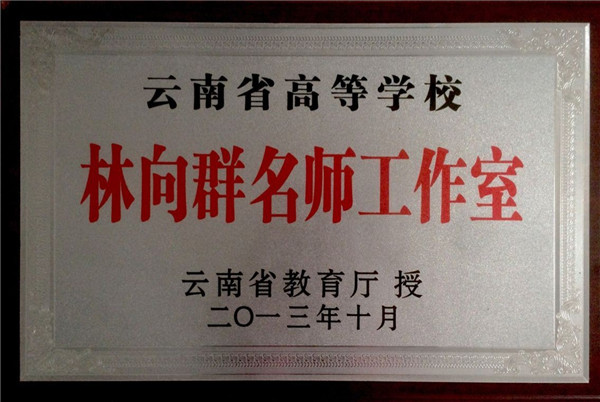 云南省高等学校
林向群名师工作室
云南省教育厅 授
二〇一三年十月